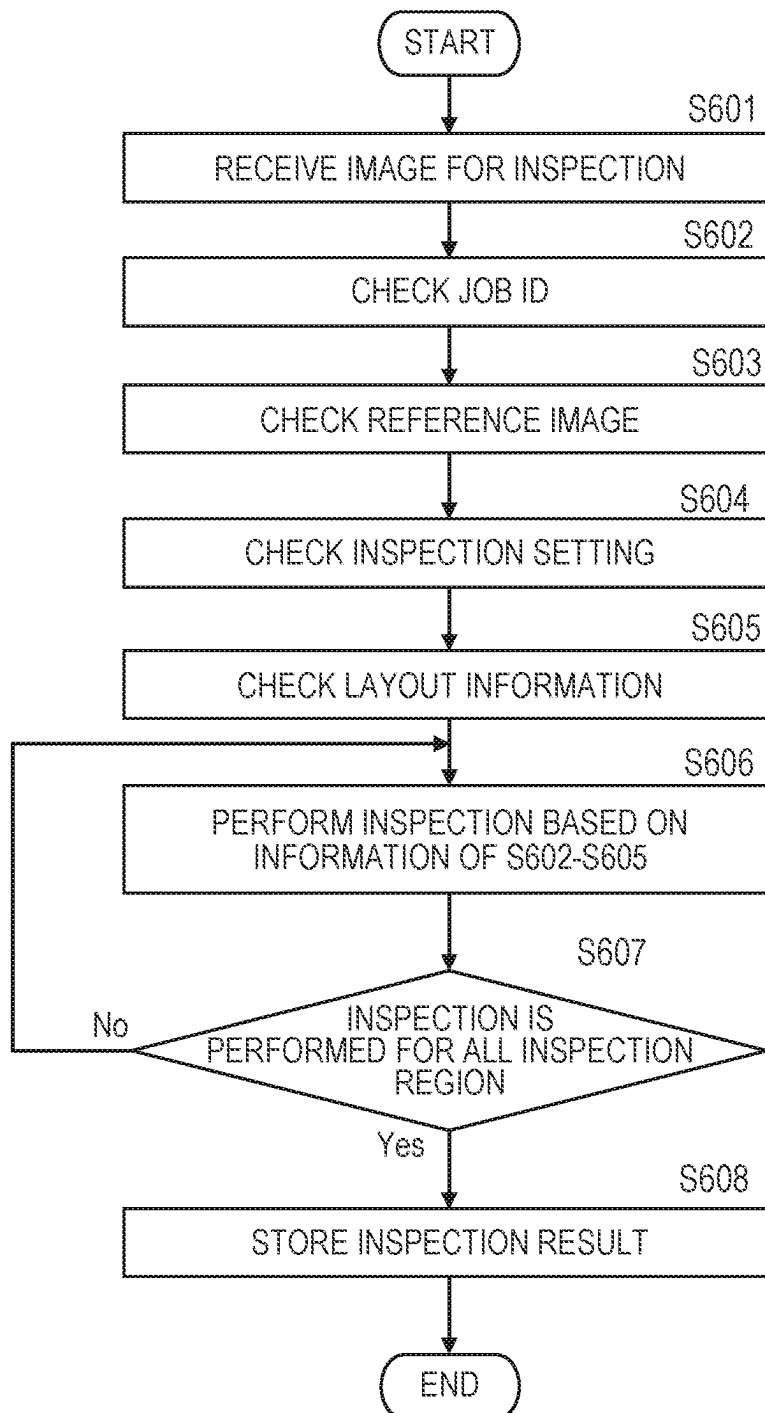 START
S601
RECEIVE IMAGE FOR INSPECTION
S602
CHECK JOB ID
S603
CHECK REFERENCE IMAGE
S604
CHECK INSPECTION SETTING
S605
CHECK LAYOUT INFORMATION
S606
PERFORM INSPECTION BASED ON
INFORMATION OF S602-S605
S607
No
INSPECTION IS
PERFORMED FOR ALL INSPECTION
REGION
Yes
S608
STORE INSPECTION RESULT
END